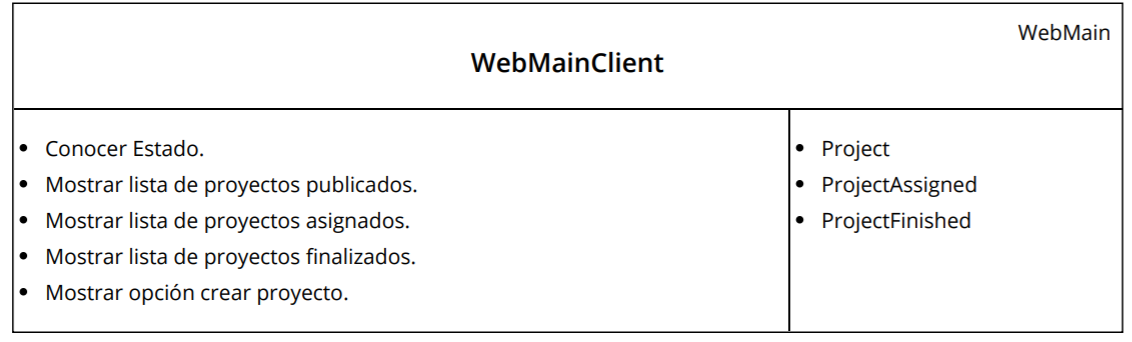 WebMain
WebMainClient
Conocer Estado.
Mostrar lista de proyectos publicados.
Mostrar lista de proyectos asignados.
Mostrar lista de proyectos finalizados.
Mostrar opción crear proyecto.
Project
ProjectAssigned
ProjectFinished